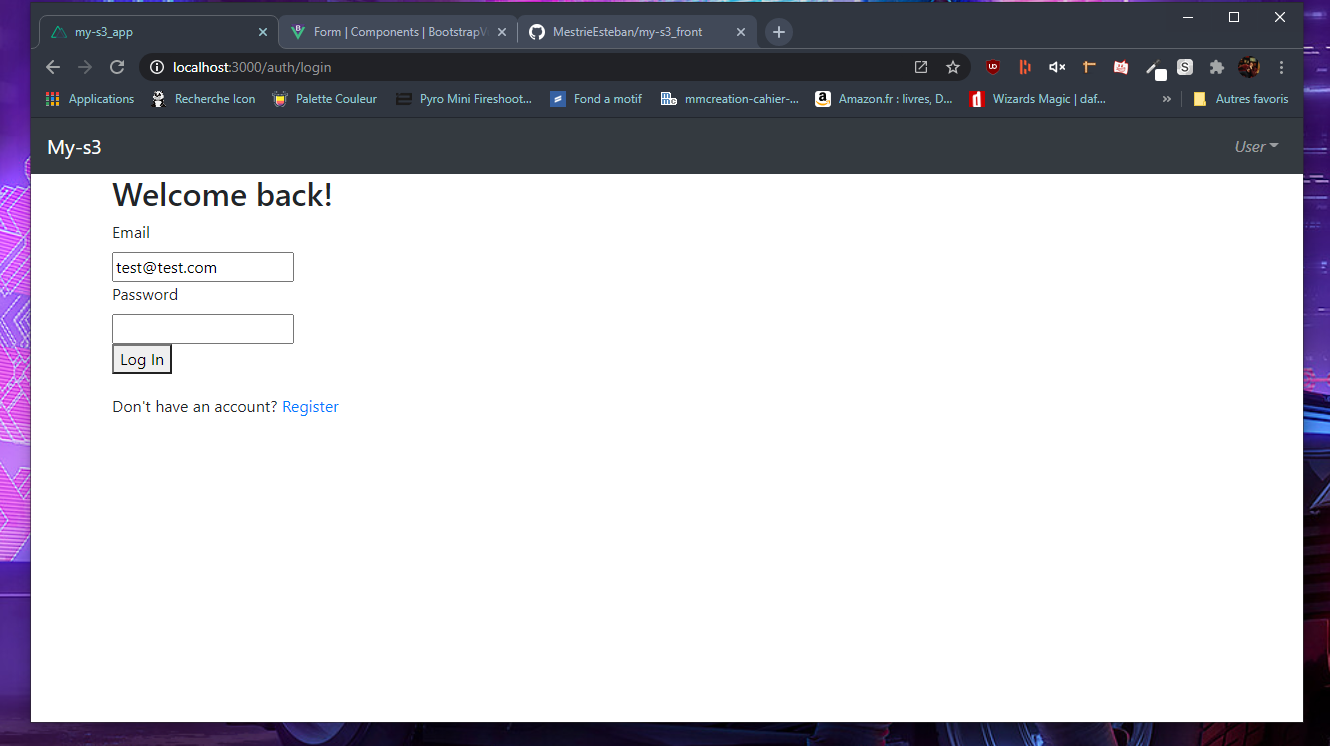 my-s3_app
Form | Components | BootstrapV
MestrieEsteban/my-s3_front
localhost:3000/auth/login
Applications
Recherche Icon
Palette Couleur
Pyro Mini Fireshoot...
Fond a motif
mmcreation-cahier-...
Amazon.fr : livres, D...
Wizards Magic | daf...
»
Autres favoris
My-s3
User
Welcome back!
Email
test@test.com
Password
Log In
Don't have an account? Register